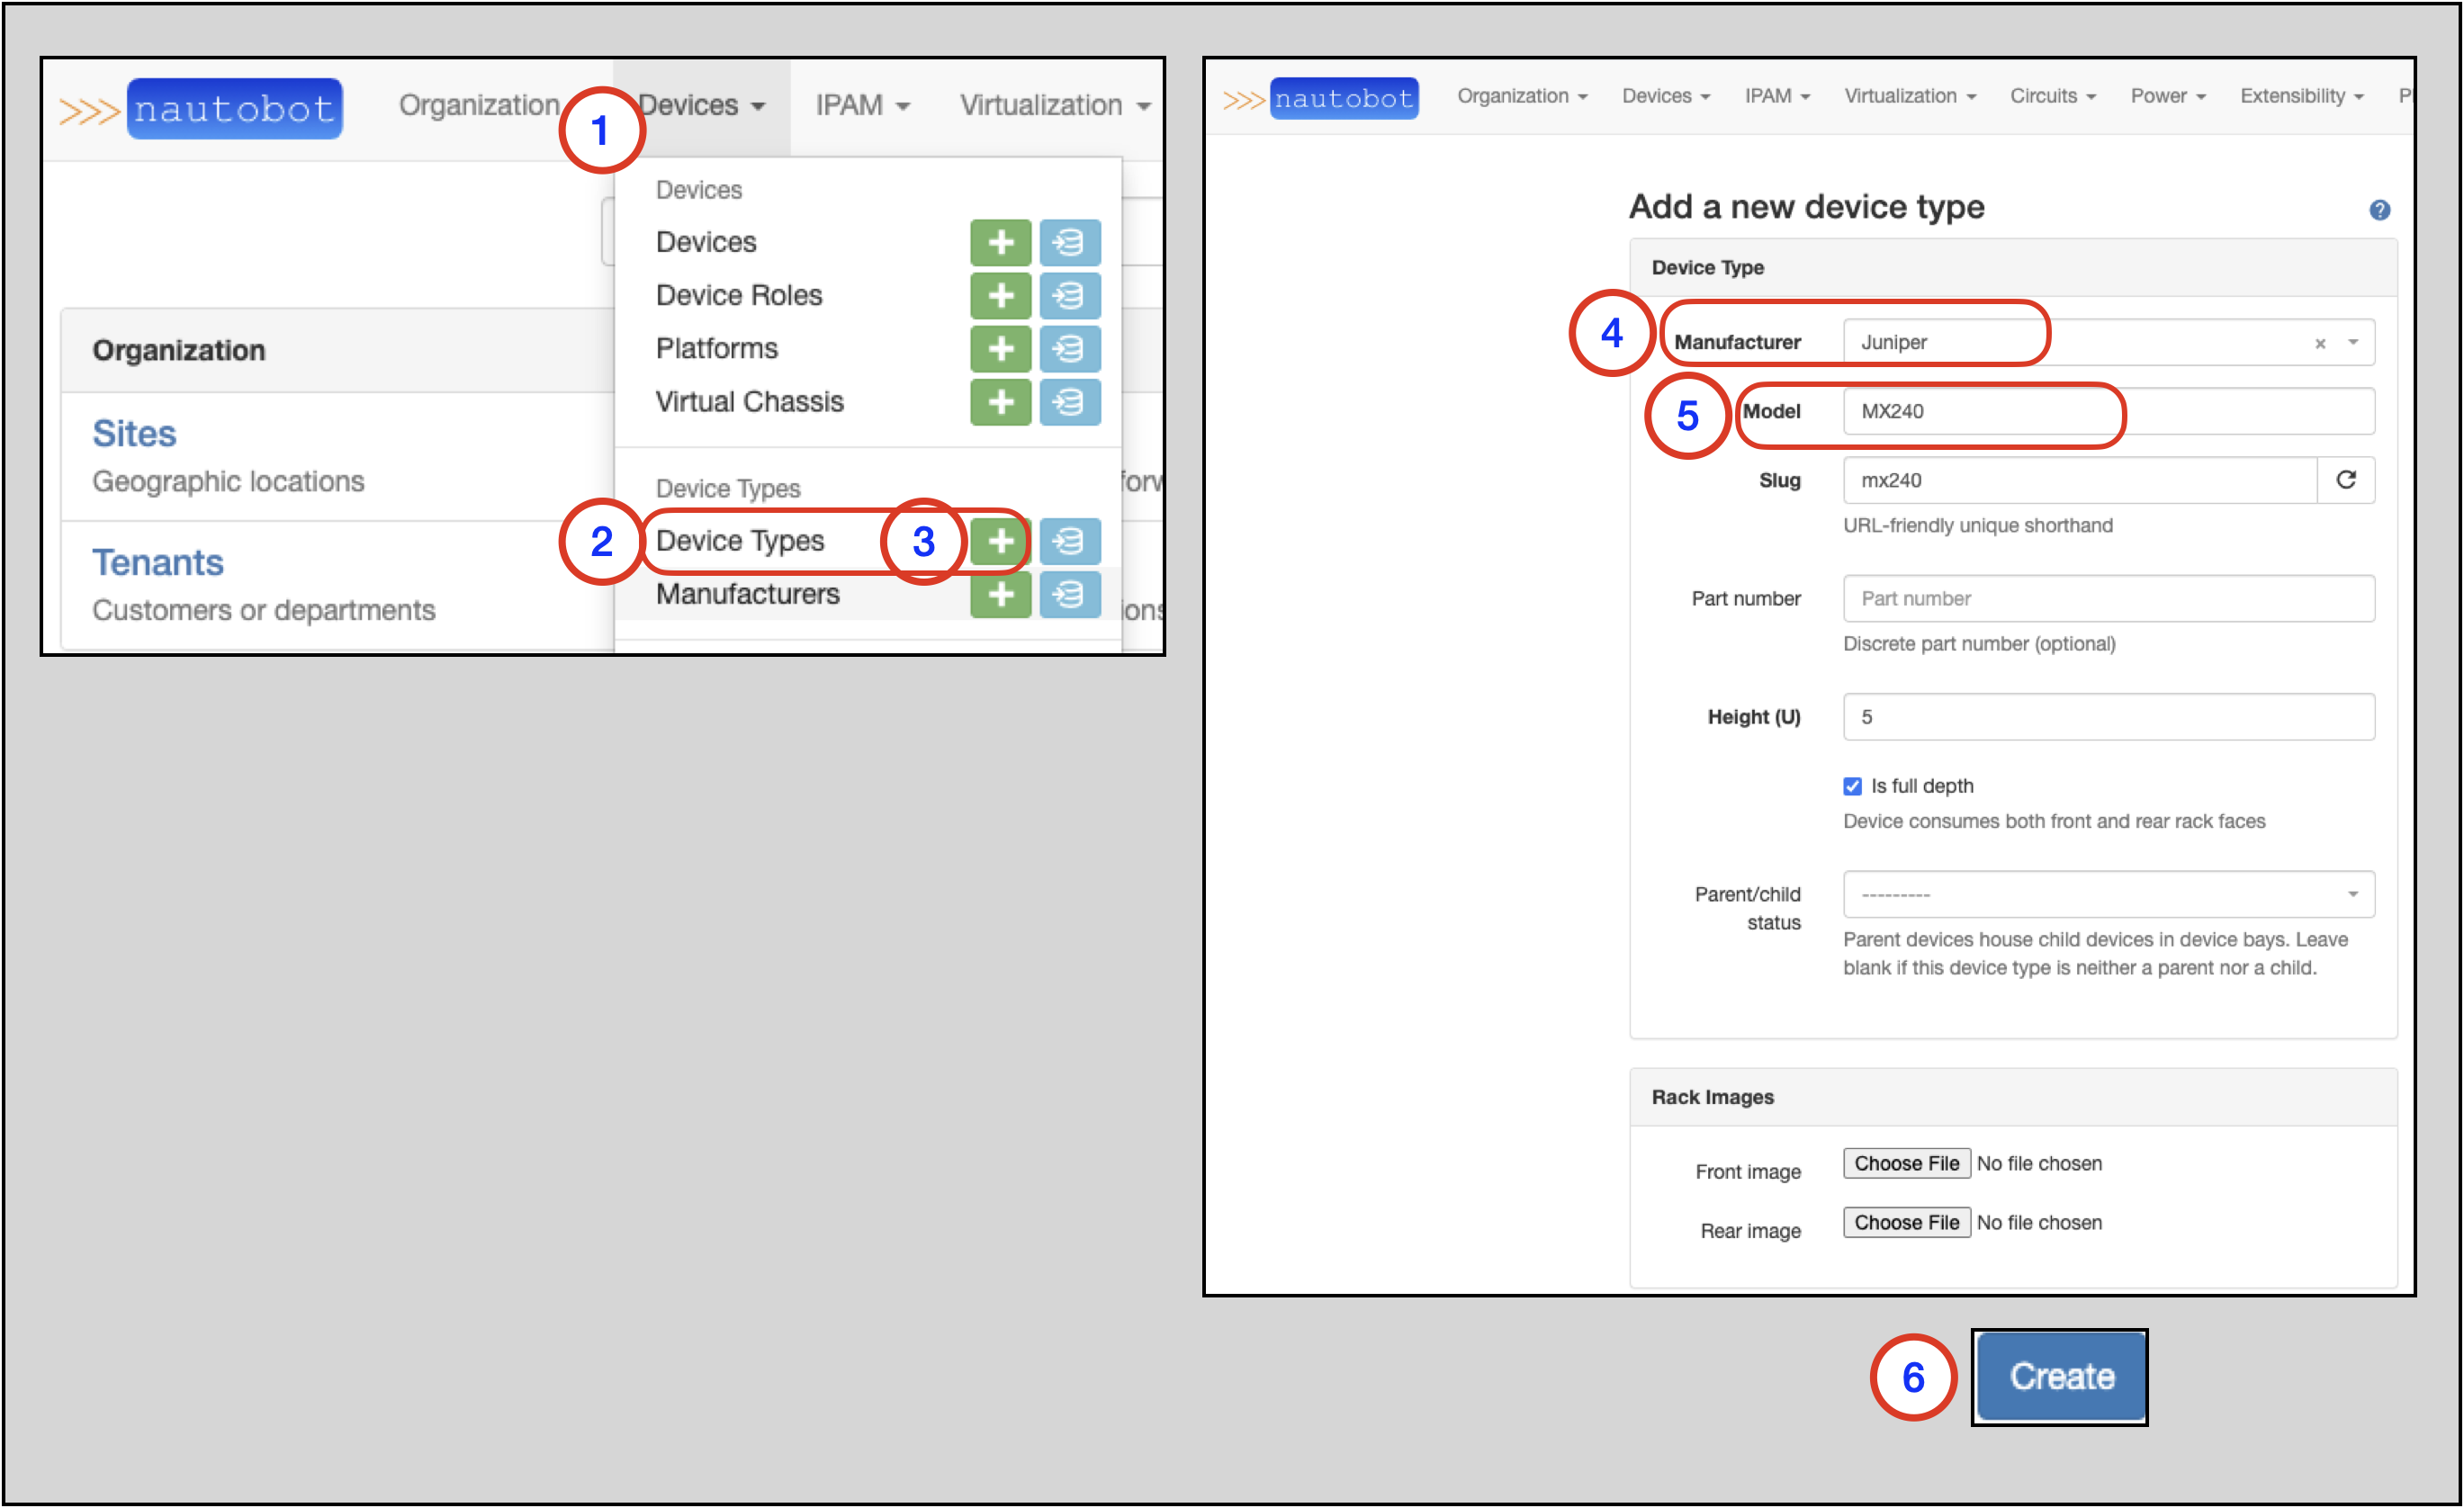 >>> nautobot Organization Devices IPAM Virtualization
1
Devices
Devices
Device Roles
Platforms
Virtual Chassis
Organization
Sites
Geographic locations
Tenants
Customers or departments
Device Types
2 Device Types 3
Manufacturers
>>> nautobot Organization Devices IPAM Virtualization Circuits Power Extensibility
Add a new device type
?
Device Type
4 Manufacturer Juniper ×
5 Model MX240
Slug mx240
URL-friendly unique shorthand
Part number Part number
Discrete part number (optional)
Height (U) 5
Is full depth
Device consumes both front and rear rack faces
Parent/child
status
---------
Parent devices house child devices in device bays. Leave
blank if this device type is neither a parent nor a child.
Rack Images
Front image Choose File No file chosen
Rear image Choose File No file chosen
6 Create